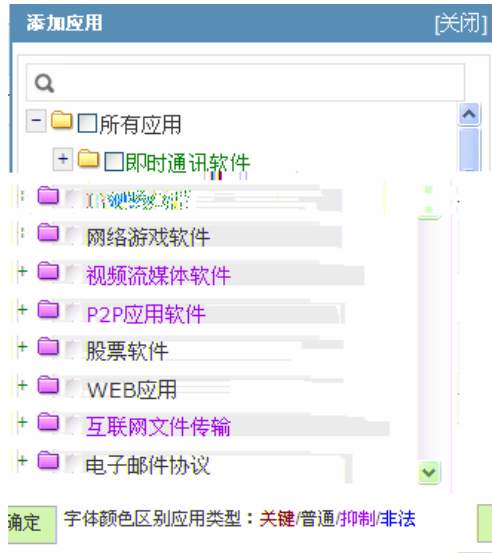 添加应用 [关闭]
所有应用
即时通讯软件
网络游戏软件
视频流媒体软件
P2P应用软件
股票软件
WEB应用
互联网文件传输
电子邮件协议
确定 字体颜色区别应用类型：关键/普通/抑制/非法